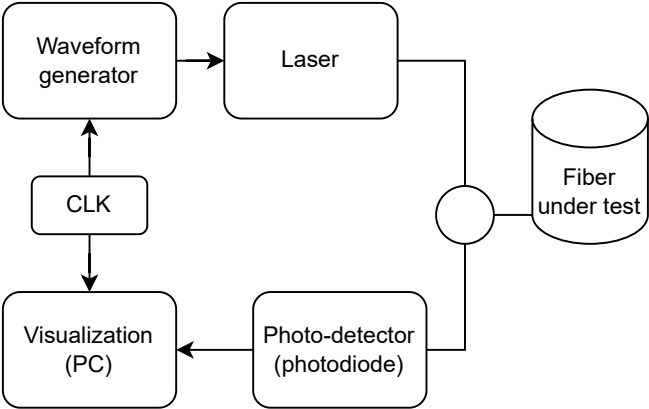 Waveform
generator
Laser
CLK
Fiber
under test
Visualization
(PC)
Photo-detector
(photodiode)